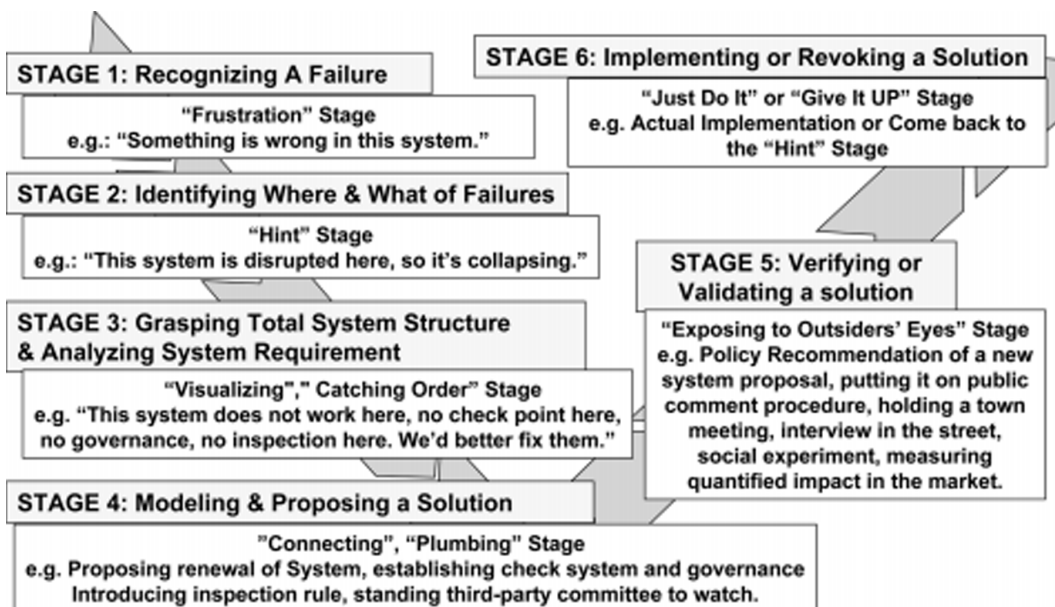 STAGE 1: Recognizing A Failure
“Frustration” Stage
e.g.: “Something is wrong in this system.”
STAGE 2: Identifying Where & What of Failures
“Hint” Stage
e.g.: “This system is disrupted here, so it’s collapsing.”
STAGE 3: Grasping Total System Structure
& Analyzing System Requirement
“Visualizing"," Catching Order” Stage
e.g. “This system does not work here, no check point here,
no governance, no inspection here. We’d better fix them.”
STAGE 4: Modeling & Proposing a Solution
”Connecting”, “Plumbing” Stage
e.g. Proposing renewal of System, establishing check system and governance
Introducing inspection rule, standing third-party committee to watch.
STAGE 5: Verifying or
Validating a solution
“Exposing to Outsiders’ Eyes” Stage
e.g. Policy Recommendation of a new
system proposal, putting it on public
comment procedure, holding a town
meeting, interview in the street,
social experiment, measuring
quantified impact in the market.
STAGE 6: Implementing or Revoking a Solution
“Just Do It” or “Give It UP” Stage
e.g. Actual Implementation or Come back to
the “Hint” Stage